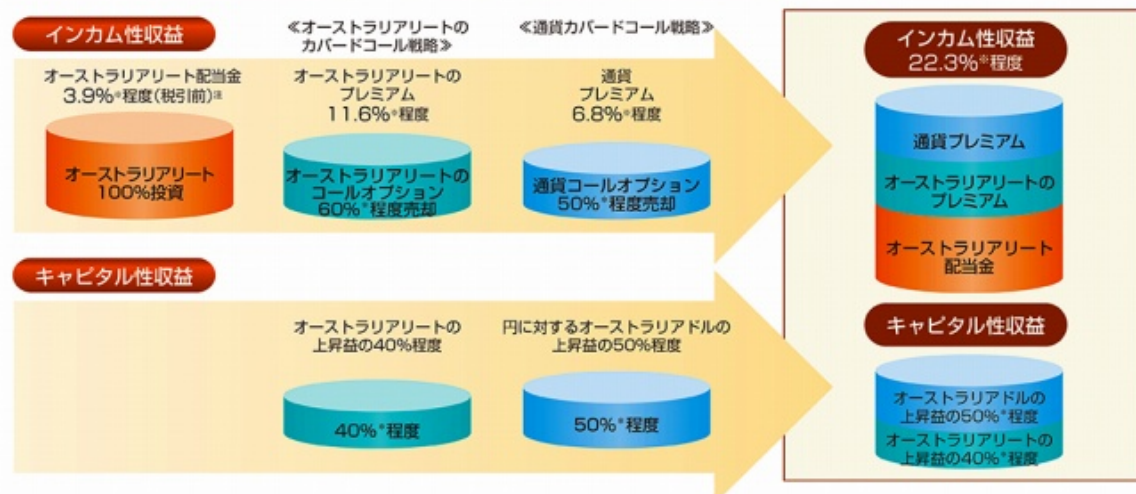 インカム性収益
≪オーストラリアリートの
カバードコール戦略≫
≪通貨カバードコール戦略≫
オーストラリアリート配当金
3.9%※程度(税引前)注
オーストラリアリートの
プレミアム
11.6%※程度
通貨
プレミアム
6.8%※程度
オーストラリアリート
100%投資
オーストラリアリートの
コールオプション
60%※程度売却
通貨コールオプション
50%※程度売却
キャピタル性収益
オーストラリアリートの
上昇益の40%程度
円に対するオーストラリアドルの
上昇益の50%程度
40%※程度
50%※程度
インカム性収益
22.3%※程度
通貨プレミアム
オーストラリアリートの
プレミアム
オーストラリアリート
配当金
キャピタル性収益
オーストラリアドルの
上昇益の50%※程度
オーストラリアリートの
上昇益の40%※程度